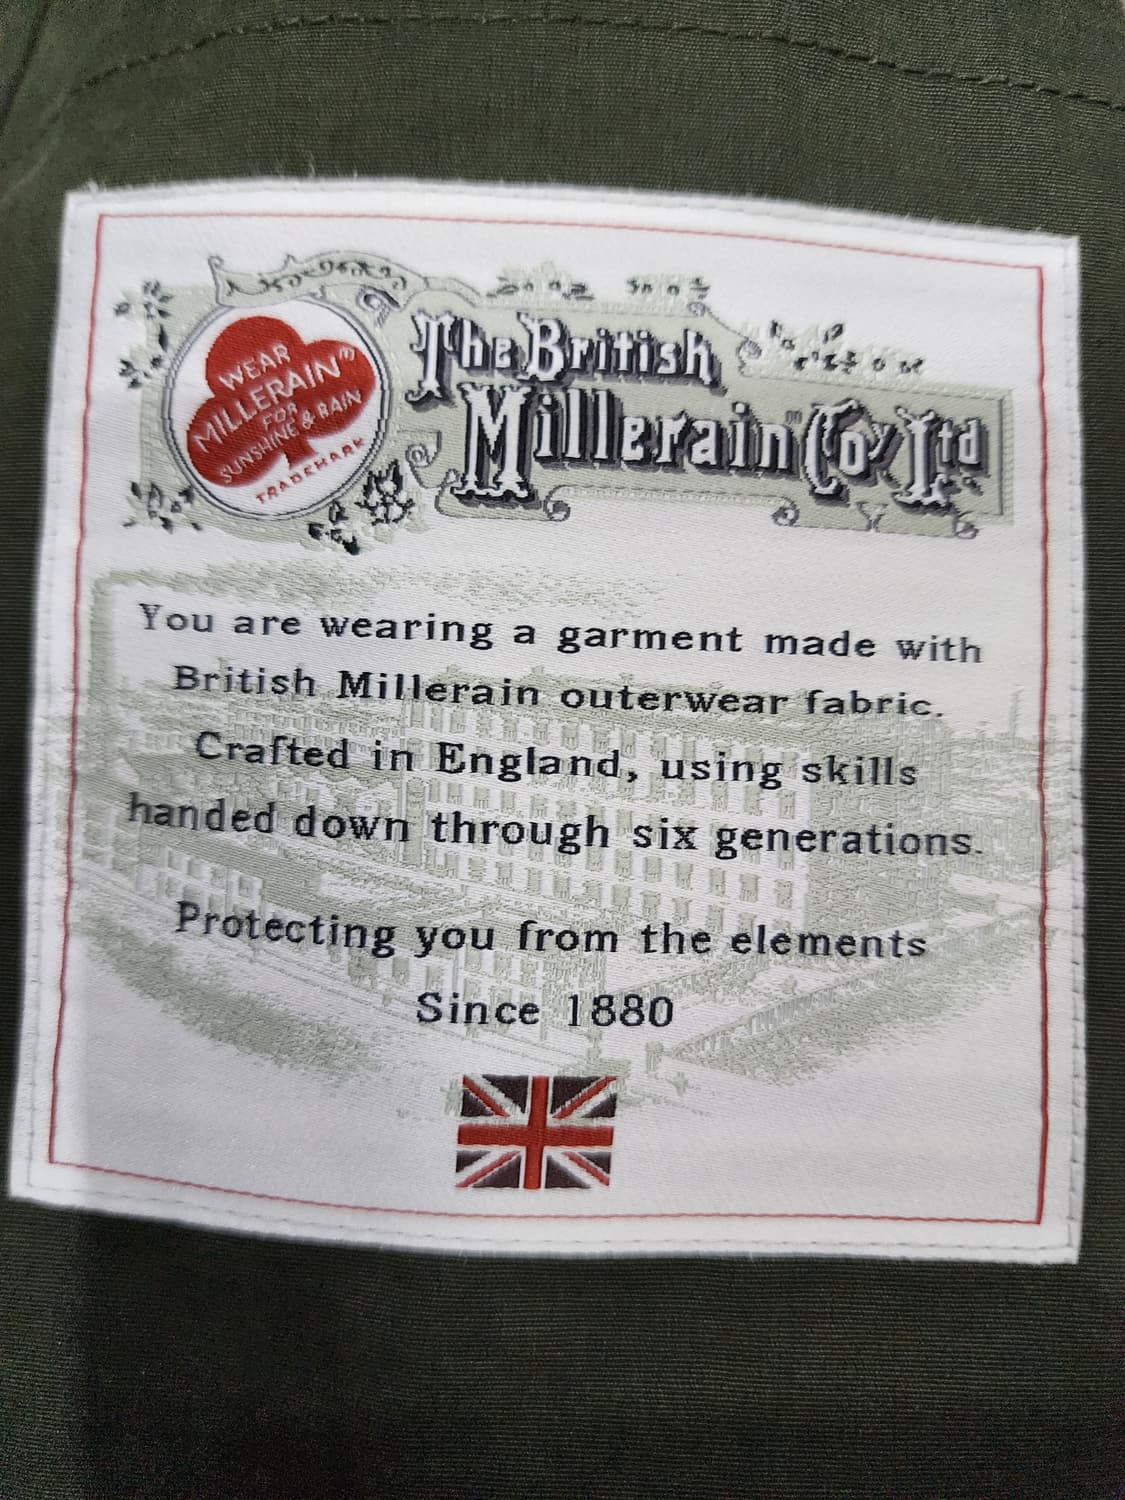 WEAR
MILLERAIN
FOR
SUNSHINE & RAIN
TRADEMARK
The British
Millerain Coy Ltd
You are wearing a garment made with
British Millerain outerwear fabric.
Crafted in England, using skills
handed down through six generations.
Protecting you from the elements
Since 1880